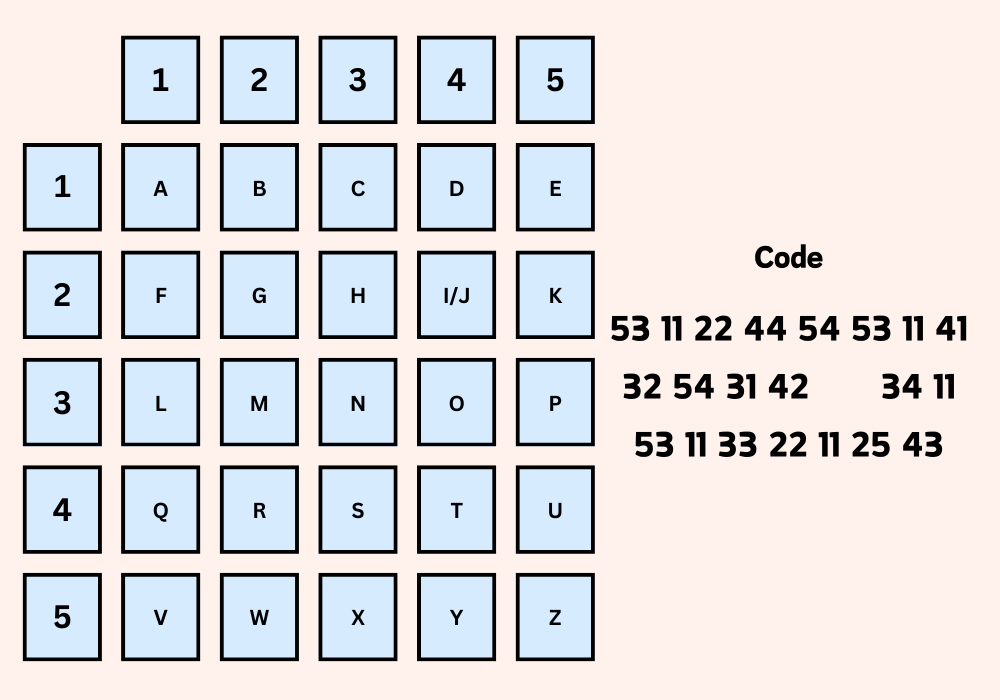 1 2 3 4 5
1 A B C D E
2 F G H I/J K
3 L M N O P
4 Q R S T U
5 V W X Y Z
Code
53 11 22 44 54 53 11 41
32 54 31 42 34 11
53 11 33 22 11 25 43